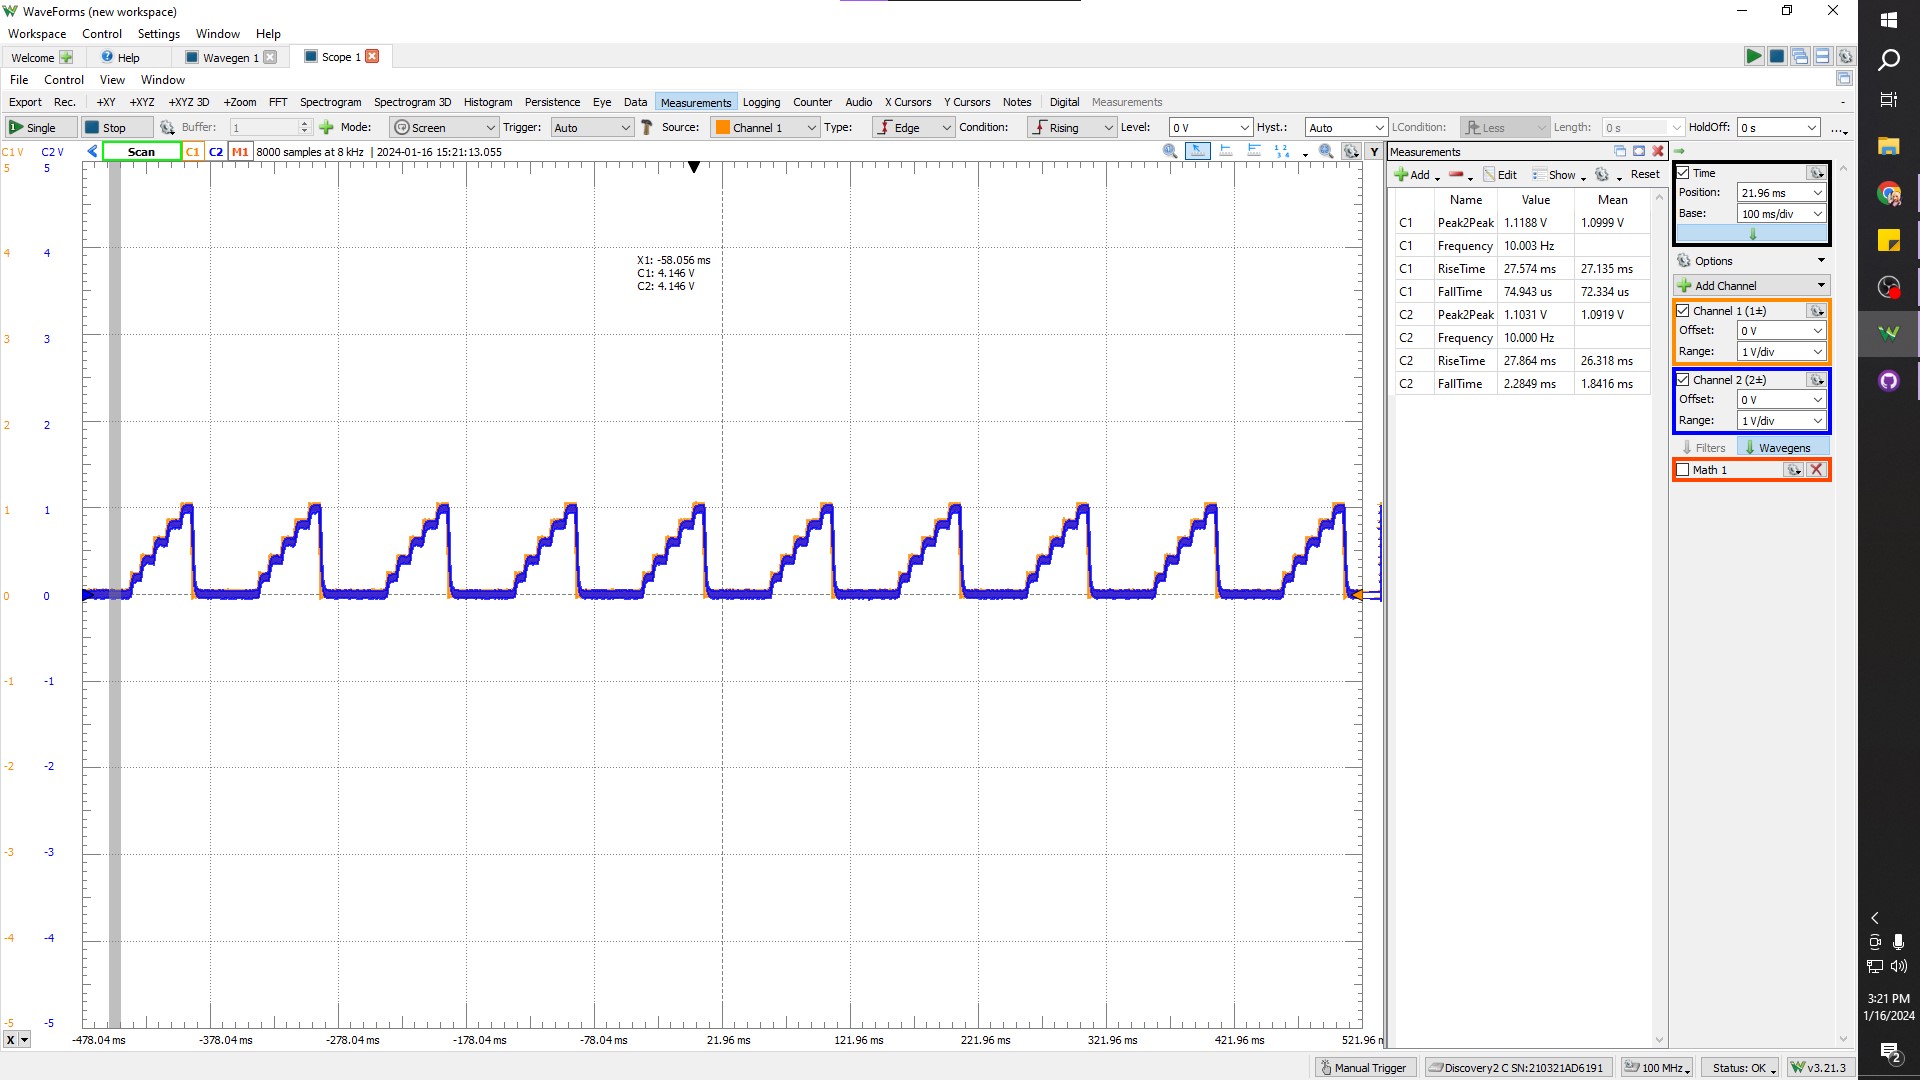 WaveForms (new workspace)
Workspace Control Settings Window Help
Welcome Help Wavegen 1 Scope 1
File Control View Window
Export Rec. +XY +XYZ +XYZ 3D +Zoom FFT Spectrogram Spectrogram 3D Histogram Persistence Eye Data Measurements Logging Counter Audio X Cursors Y Cursors Notes Digital Measurements
Single Stop Buffer: 1 Mode: Screen Trigger: Auto Source: Channel 1 Type: Edge Condition: Rising Level: 0 V Hyst.: Auto LCondition: Less Length: 0 s HoldOff: 0 s ...
C1 V C2 V Scan C1 C2 M1 8000 samples at 8 kHz | 2024-01-16 15:21:13.055 Y
5 5
4 4
3 3
2 2
1 1
0 0
-1 -1
-2 -2
-3 -3
-4 -4
-5 -5
X1: -58.056 ms
C1: 4.146 V
C2: 4.146 V
X -478.04 ms -378.04 ms -278.04 ms -178.04 ms -78.04 ms 21.96 ms 121.96 ms 221.96 ms 321.96 ms 421.96 ms 521.96 m
Measurements
Add Edit Show Reset
Name Value Mean
C1 Peak2Peak 1.1188 V 1.0999 V
C1 Frequency 10.003 Hz
C1 RiseTime 27.574 ms 27.135 ms
C1 FallTime 74.943 us 72.334 us
C2 Peak2Peak 1.1031 V 1.0919 V
C2 Frequency 10.000 Hz
C2 RiseTime 27.864 ms 26.318 ms
C2 FallTime 2.2849 ms 1.8416 ms
Time
Position: 21.96 ms
Base: 100 ms/div
Options
Add Channel
Channel 1 (1±)
Offset: 0 V
Range: 1 V/div
Channel 2 (2±)
Offset: 0 V
Range: 1 V/div
Filters Wavegens
Math 1
Manual Trigger Discovery2 C SN:210321AD6191 100 MHz Status: OK v3.21.3
3:21 PM
1/16/2024
2